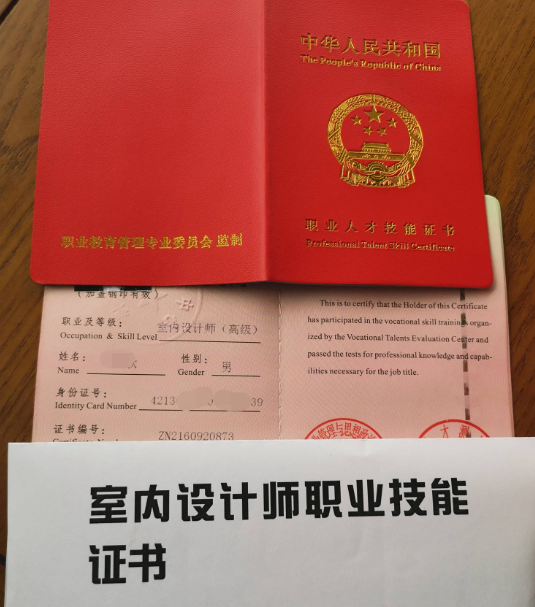 中华人民共和国
The People's Republic of China
职业人才技能证书
Professional Talent Skill Certificate
职业教育管理专业委员会 监制
（加盖钢印有效）
职业及等级：
Occupation & Skill Level
室内设计师（高级）
姓名：
Name
性别：
Gender
男
身份证号：
Identity Card Number
4213
39
证书编号：
ZN2160920873
This is to certify that the Holder of this Certificate
has participated in the vocational skill training organ-
ized by the Vocational Talents Evaluation Center and
passed the tests for professional knowledge and capab-
ilities necessary for the job title.
室内设计师职业技能
证书